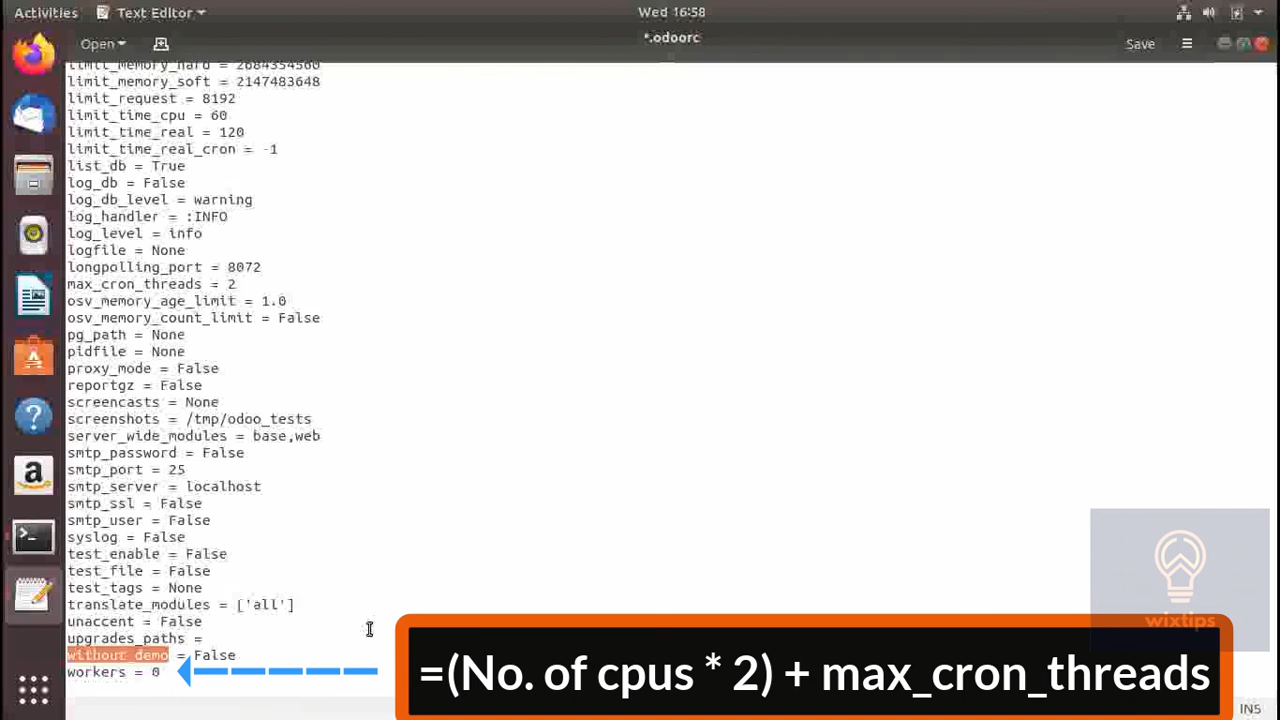 Activities
Text Editor
Wed 16:58
Open
*.odoorc
Save
limit_memory_hard = 2684354560
limit_memory_soft = 2147483648
limit_request = 8192
limit_time_cpu = 60
limit_time_real = 120
limit_time_real_cron = -1
list_db = True
log_db = False
log_db_level = warning
log_handler = :INFO
log_level = info
logfile = None
longpolling_port = 8072
max_cron_threads = 2
osv_memory_age_limit = 1.0
osv_memory_count_limit = False
pg_path = None
pidfile = None
proxy_mode = False
reportgz = False
screencasts = None
screenshots = /tmp/odoo_tests
server_wide_modules = base,web
smtp_password = False
smtp_port = 25
smtp_server = localhost
smtp_ssl = False
smtp_user = False
syslog = False
test_enable = False
test_file = False
test_tags = None
translate_modules = ['all']
unaccent = False
upgrades_paths =
without_demo = False
workers = 0
=(No. of cpus * 2) + max_cron_threads
wixtips
INS